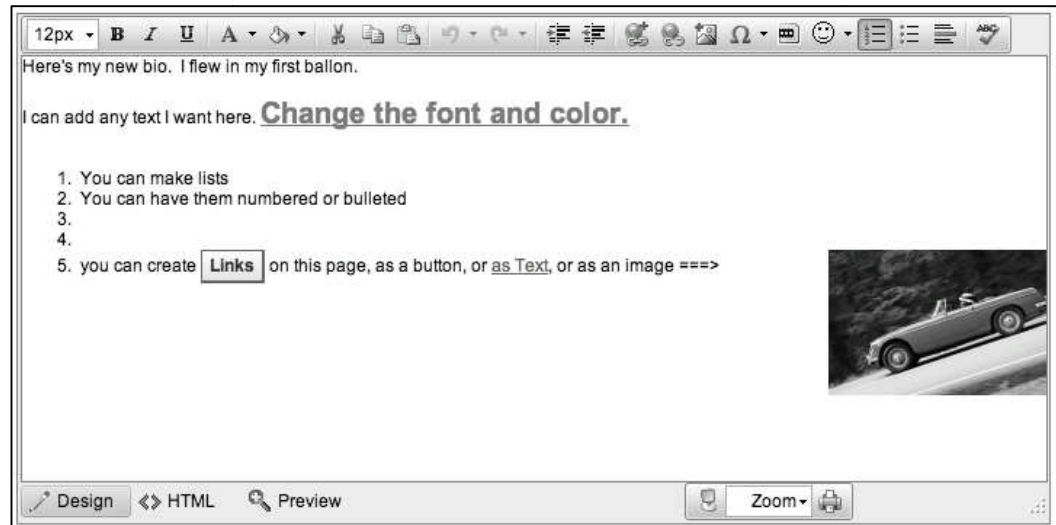 12px B I U A Ω ABC
Here's my new bio. I flew in my first ballon.
I can add any text I want here. Change the font and color.
1. You can make lists
2. You can have them numbered or bulleted
3.
4.
5. you can create Links on this page, as a button, or as Text, or as an image ===>
Design <> HTML Preview Zoom